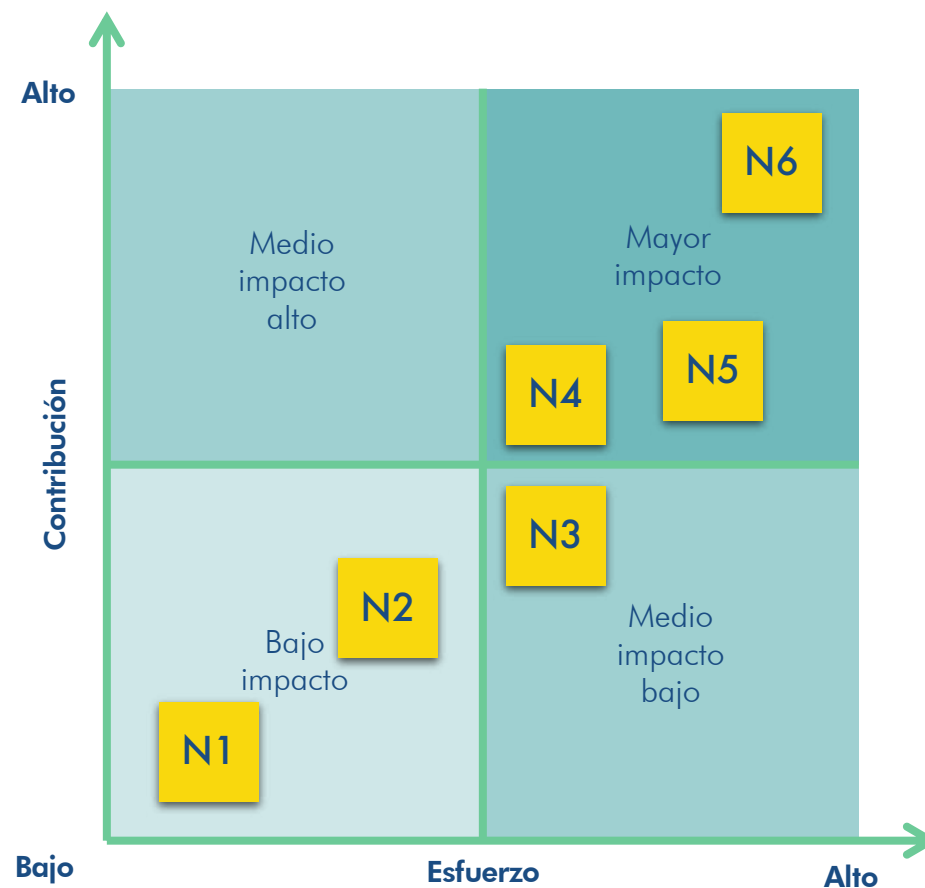 Alto
N6
Medio
impacto
alto
Mayor
impacto
N4
N5
Contribución
N3
N2
Bajo
impacto
Medio
impacto
bajo
N1
Bajo
Esfuerzo
Alto